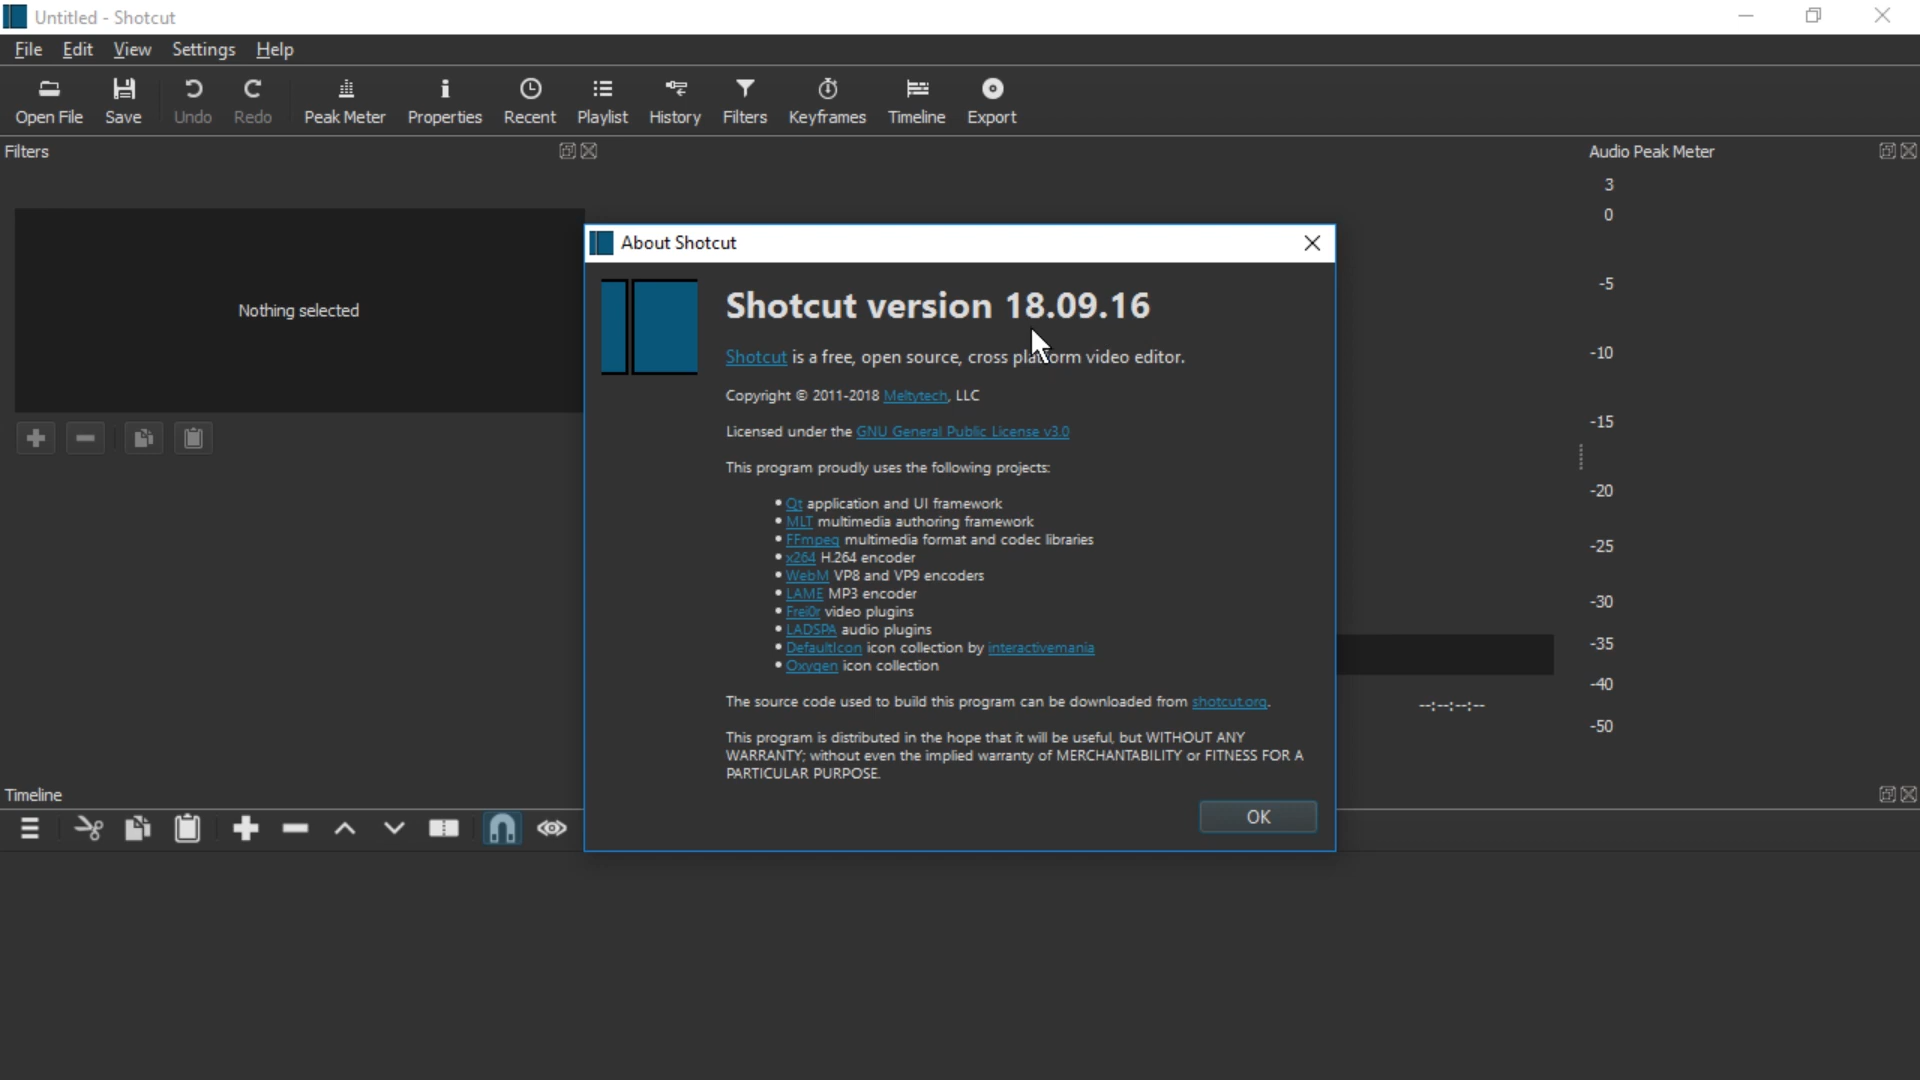 Untitled - Shotcut
File Edit View Settings Help
Open File Save Undo Redo Peak Meter Properties Recent Playlist History Filters Keyframes Timeline Export
Filters
Audio Peak Meter
3
0
-5
-10
-15
-20
-25
-30
-35
-40
-50
Nothing selected
About Shotcut
Shotcut version 18.09.16
Shotcut is a free, open source, cross platform video editor.
Copyright © 2011-2018 Meltytech, LLC
Licensed under the GNU General Public License v3.0
This program proudly uses the following projects:
• Qt application and UI framework
• MLT multimedia authoring framework
• FFmpeg multimedia format and codec libraries
• x264 H.264 encoder
• WebM VP8 and VP9 encoders
• LAME MP3 encoder
• Frei0r video plugins
• LADSPA audio plugins
• DefaultIcon icon collection by interactivemania
• Oxygen icon collection
The source code used to build this program can be downloaded from shotcut.org.
This program is distributed in the hope that it will be useful, but WITHOUT ANY
WARRANTY; without even the implied warranty of MERCHANTABILITY or FITNESS FOR A
PARTICULAR PURPOSE.
OK
--:--:--:--
Timeline